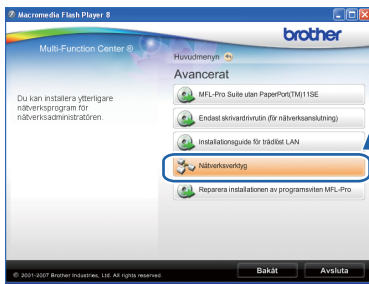 Macromedia Flash Player 8
brother
Multi-Function Center ®
Huvudmenyn
Avancerat
Du kan installera ytterligare
nätverksprogram för
nätverksadministratören.
MFL-Pro Suite utan PaperPort(TM)11SE
Endast skrivardrivrutin (för nätverksanslutning)
Installationsguide för trådlöst LAN
Nätverksverktyg
Reparera installationen av programsviten MFL-Pro
© 2001-2007 Brother Industries, Ltd. All rights reserved.
Bakåt
Avsluta